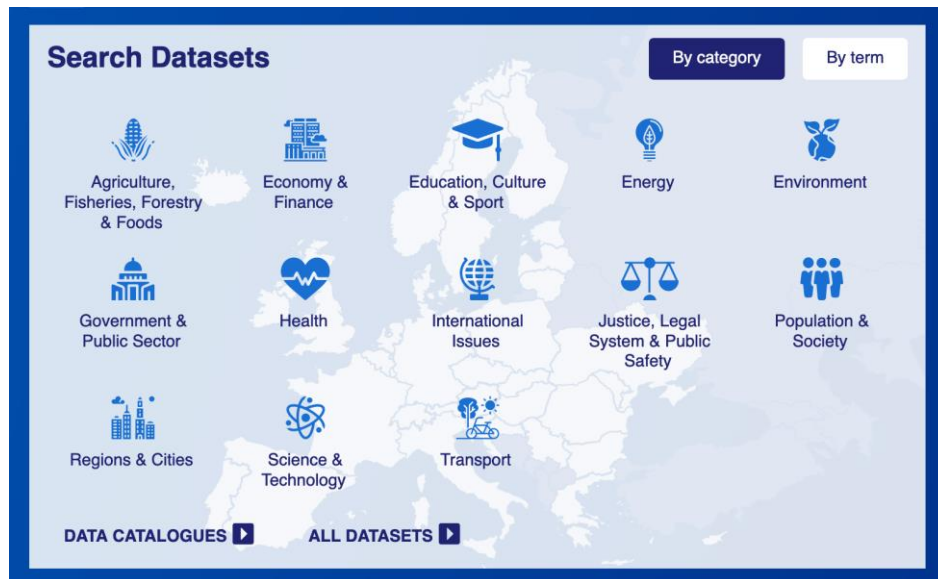 Search Datasets
By category
By term
Agriculture,
Fisheries, Forestry
& Foods
Economy &
Finance
Education, Culture
& Sport
Energy
Environment
Government &
Public Sector
Health
International
Issues
Justice, Legal
System & Public
Safety
Population &
Society
Regions & Cities
Science &
Technology
Transport
DATA CATALOGUES
ALL DATASETS